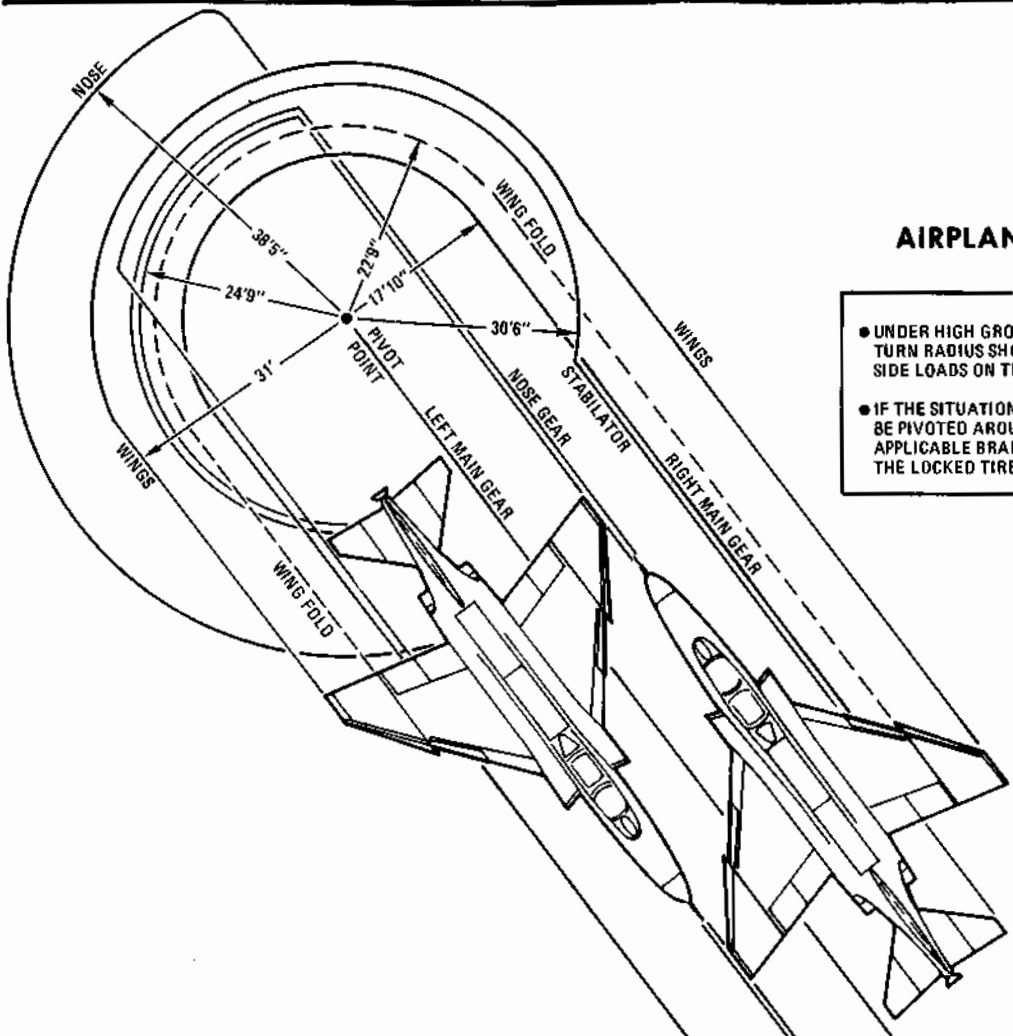 NOSE
38'5"
22'9"
WING FOLD
17'10"
24'9"
30'6"
PIVOT
POINT
31'
WINGS
WINGS
NOSE GEAR
STABILATOR
LEFT MAIN GEAR
RIGHT MAIN GEAR
WING FOLD
AIRPLAN
● UNDER HIGH GRO
TURN RADIUS SH
SIDE LOADS ON T
● IF THE SITUATION
BE PIVOTED AROU
APPLICABLE BRA
THE LOCKED TIRE